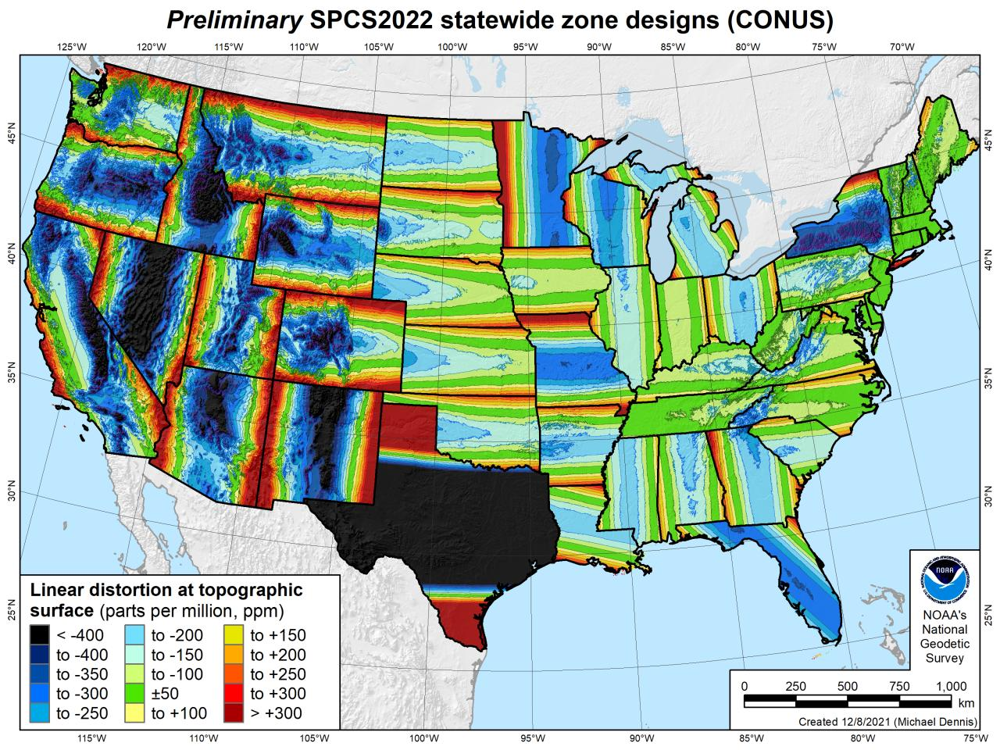 Preliminary SPCS2022 statewide zone designs (CONUS)
125°W 120°W 115°W 110°W 105°W 100°W 95°W 90°W 85°W 80°W 75°W 70°W
45°N
40°N
35°N
30°N
25°N
45°N
40°N
35°N
30°N
25°N
Linear distortion at topographic
surface (parts per million, ppm)
< -400 to -200 to +150
to -400 to -150 to +200
to -350 to -100 to +250
to -300 ±50 to +300
to -250 to +100 > +300
NOAA
NOAA's
National
Geodetic
Survey
0 250 500 750 1,000
km
Created 12/8/2021 (Michael Dennis)
115°W 110°W 105°W 100°W 95°W 90°W 85°W 80°W 75°W